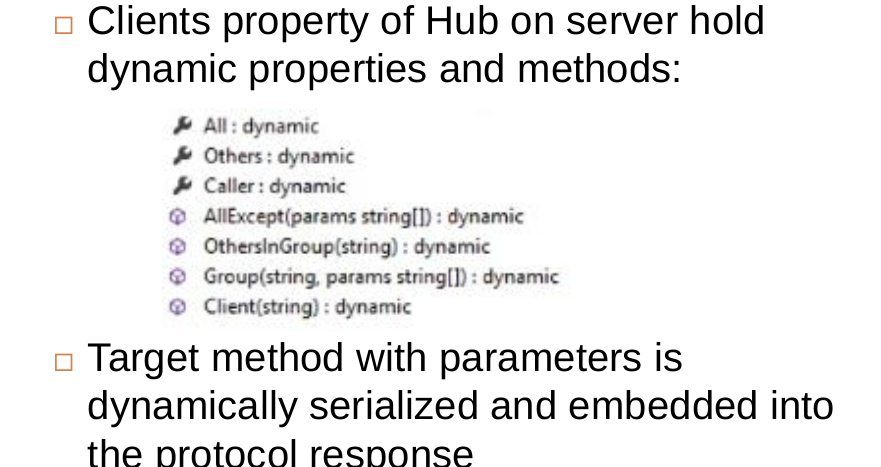 Clients property of Hub on server hold
dynamic properties and methods:
All : dynamic
Others : dynamic
Caller : dynamic
AllExcept(params string[]) : dynamic
OthersInGroup(string) : dynamic
Group(string, params string[]) : dynamic
Client(string) : dynamic
Target method with parameters is
dynamically serialized and embedded into
the protocol response